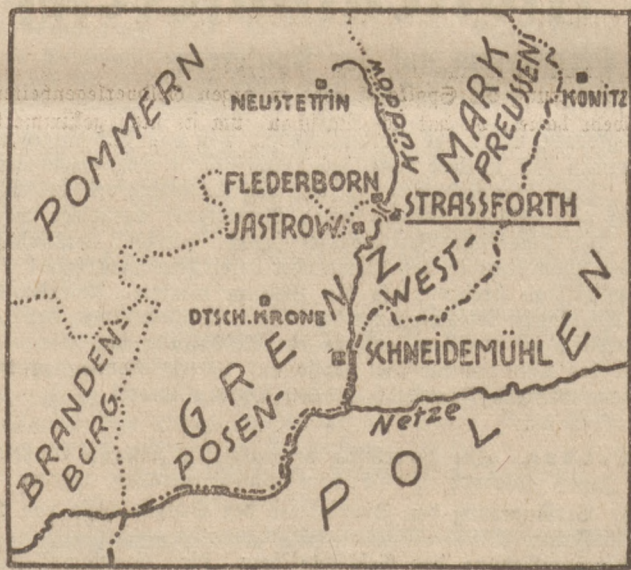 POMMERN
NEUSTETTIN
KÜDDOW
MARK
PREUSSEN
KONITZ
FLEDERBORN
STRASSFORTH
JASTROW
WEST-
DTSCH. KRONE
GRENZ
POSEN-
SCHNEIDEMÜHL
BRANDEN-
BURG
Netze
POLEN